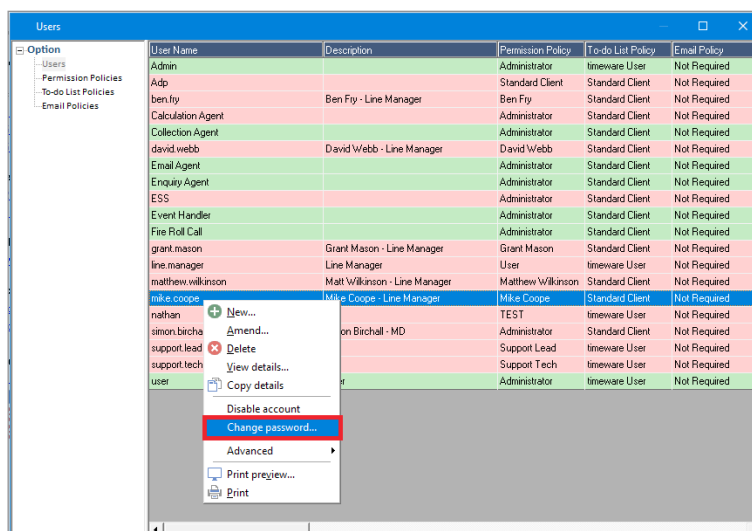 Users
Option
Users
Permission Policies
To-do List Policies
Email Policies
User Name Description Permission Policy To-do List Policy Email Policy
Admin Administrator timeware User Not Required
Adp Standard Client Standard Client Not Required
ben.fry Ben Fry - Line Manager Ben Fry Standard Client Not Required
Calculation Agent Administrator Standard Client Not Required
Collection Agent Administrator Standard Client Not Required
david.webb David Webb - Line Manager David Webb Standard Client Not Required
Email Agent Administrator Standard Client Not Required
Enquiry Agent Administrator Standard Client Not Required
ESS Administrator Standard Client Not Required
Event Handler Administrator Standard Client Not Required
Fire Roll Call Administrator Standard Client Not Required
grant.mason Grant Mason - Line Manager Grant Mason Standard Client Not Required
line.manager Line Manager User timeware User Not Required
matthew.wilkinson Matt Wilkinson - Line Manager Matthew Wilkinson Standard Client Not Required
mike.coope Mike Coope - Line Manager Mike Coope Standard Client Not Required
nathan TEST timeware User Not Required
simon.bircha on Birchall - MD Administrator Standard Client Not Required
support.lead Support Lead timeware User Not Required
support.tech Support Tech timeware User Not Required
user r Administrator timeware User Not Required
New...
Amend...
Delete
View details...
Copy details
Disable account
Change password...
Advanced
Print preview...
Print